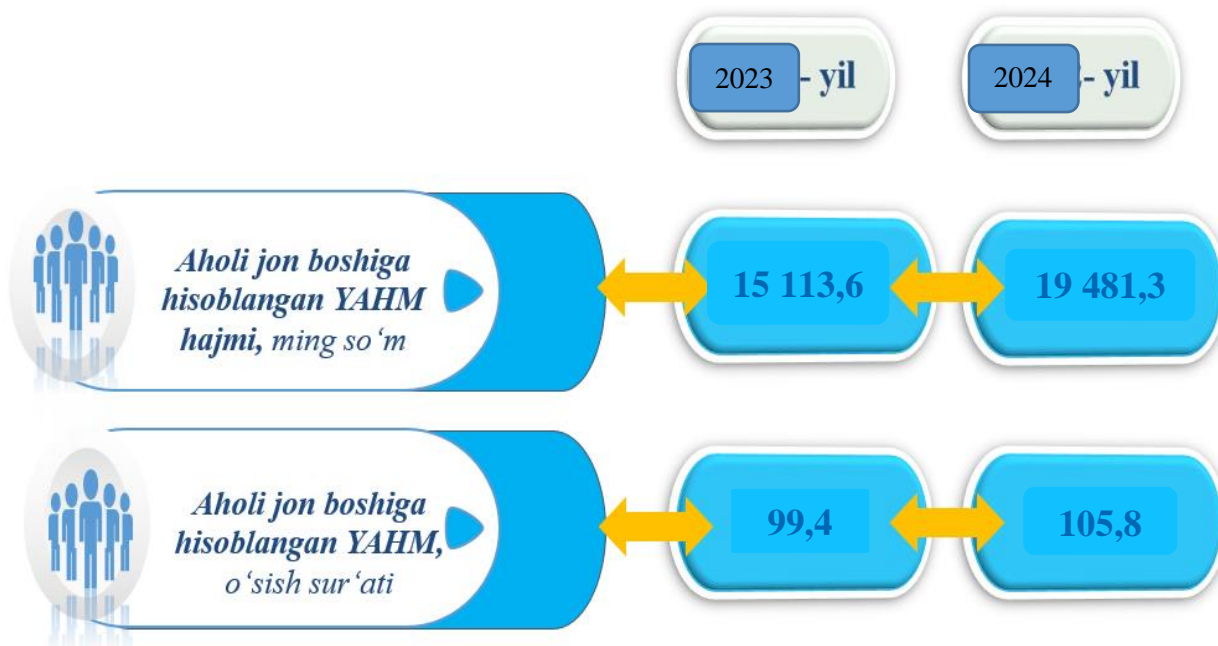 2023 - yil
2024 - yil
Aholi jon boshiga
hisoblangan YAHM
hajmi, ming so‘m
15 113,6
19 481,3
Aholi jon boshiga
hisoblangan YAHM,
o‘sish sur‘ati
99,4
105,8